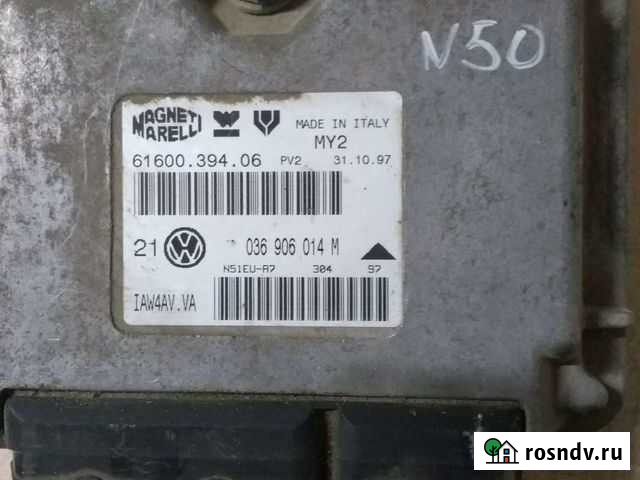 N50
MAGNETI
MARELLI
MADE IN ITALY
MY2
61600.394.06 PV2 31.10.97
21 VW 036 906 014 M
N51EU-A7 304 97
IAW4AV.VA
rosndv.ru